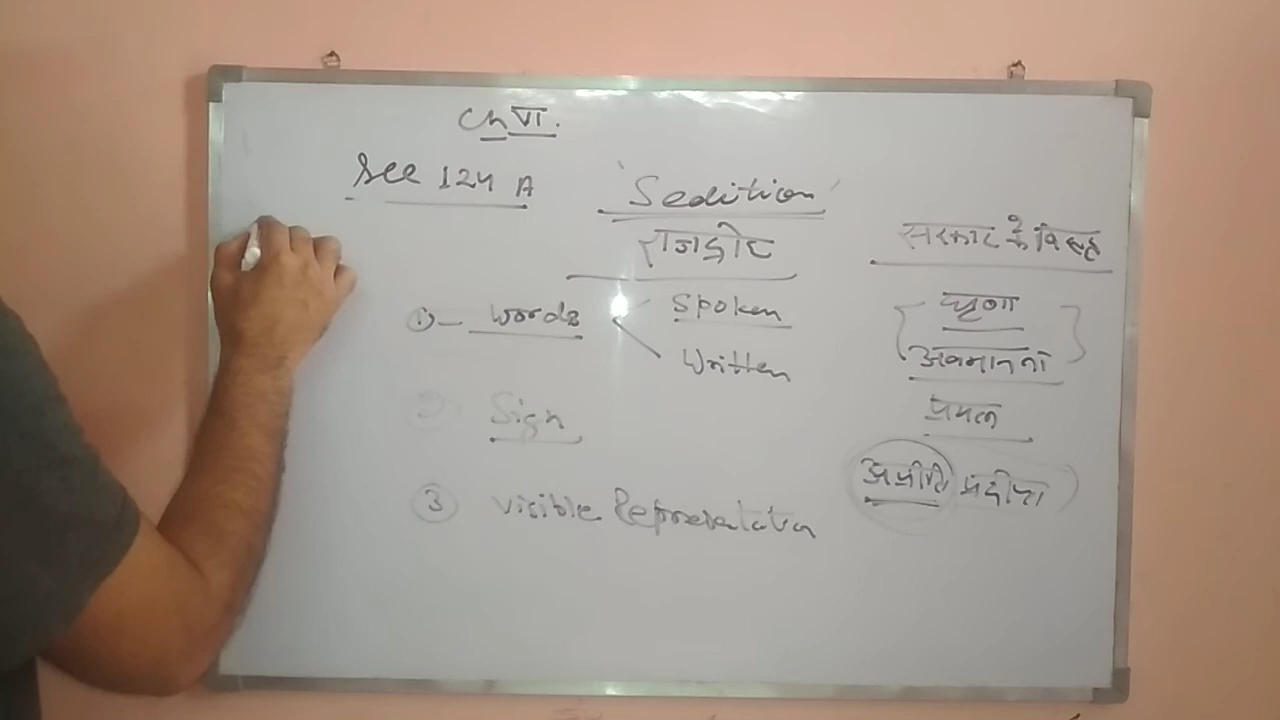 Ch VI.
Sec 124 A
'Sedition'
राजद्रोह
सरकार के विरुद्ध
① - words
Spoken
Written
घृणा
अवमानना
② Sign
प्रयत्न
③ visible Representation
अप्रीति प्रदीप्त